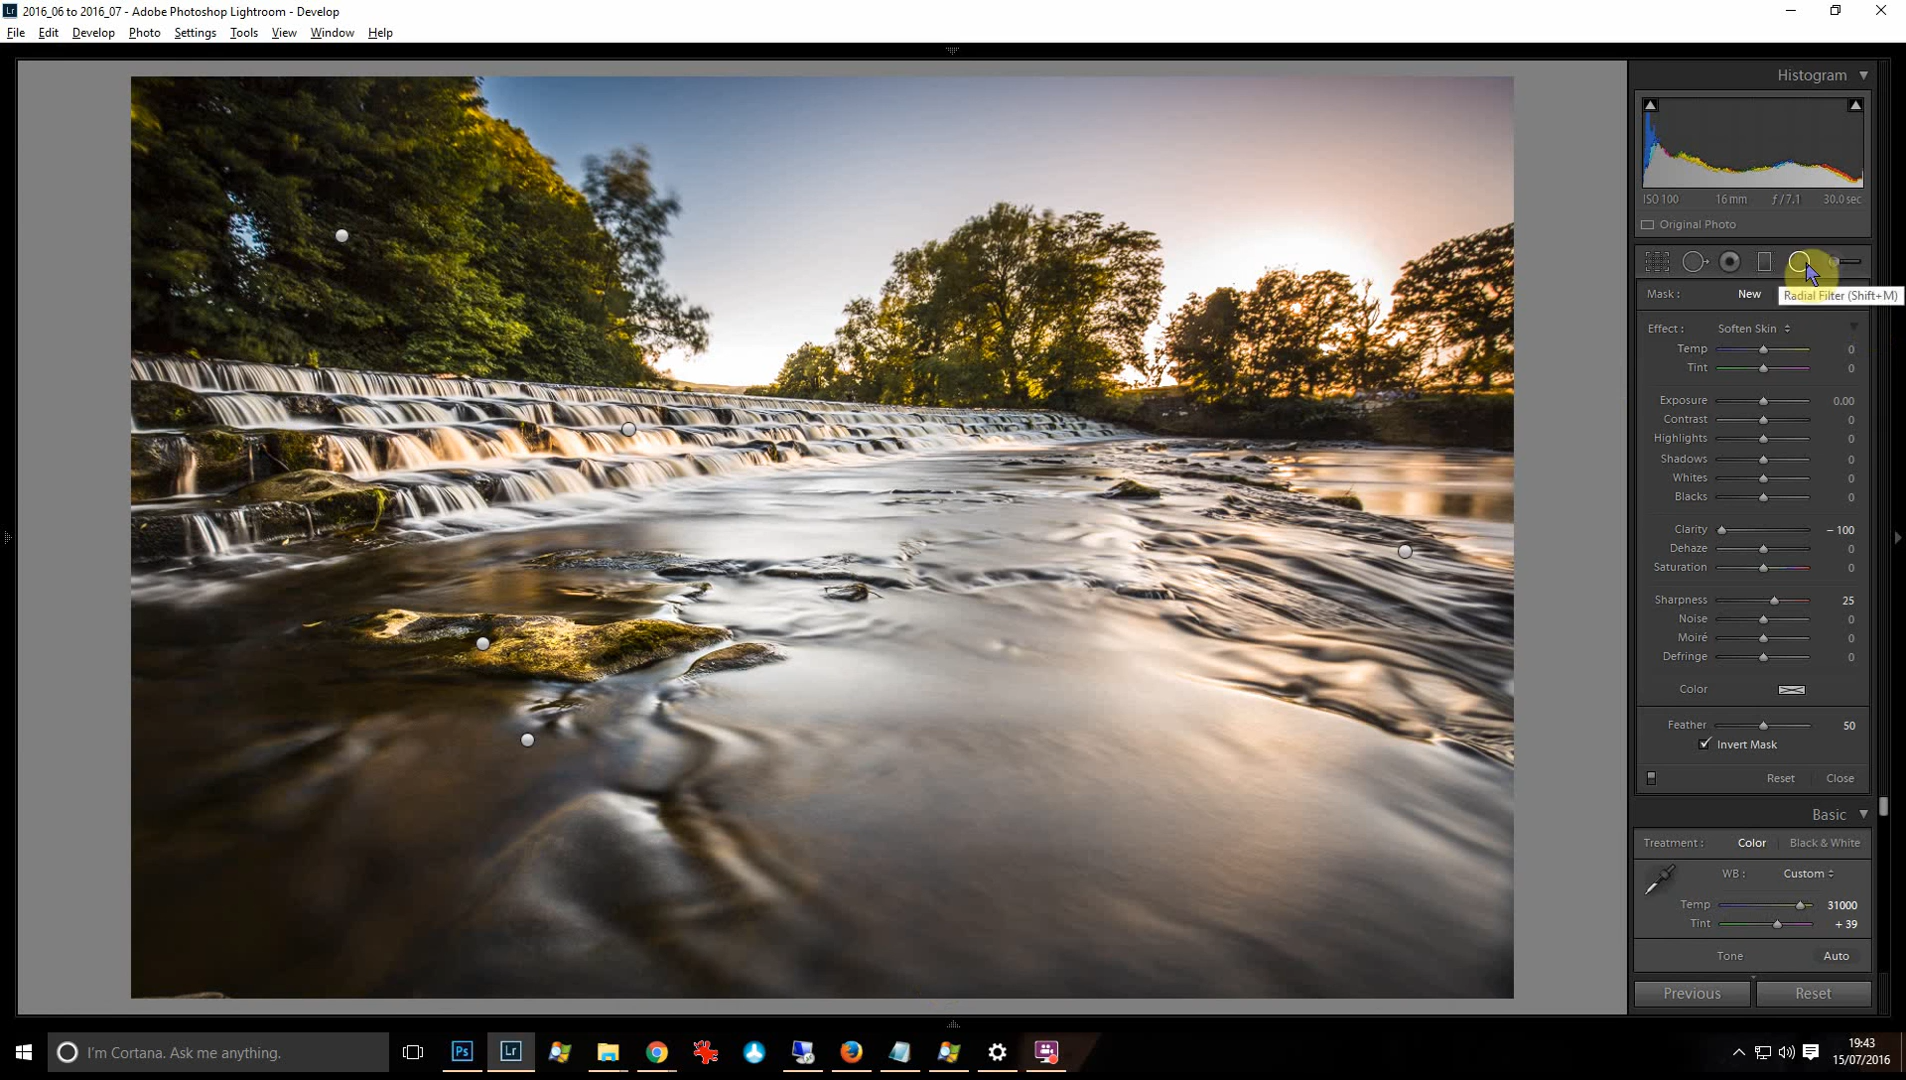 Lr 2016_06 to 2016_07 - Adobe Photoshop Lightroom - Develop
File Edit Develop Photo Settings Tools View Window Help
Histogram
ISO 100 16 mm ƒ / 7.1 30.0 sec
Original Photo
Mask : New
Radial Filter (Shift+M)
Effect : Soften Skin
Temp 0
Tint 0
Exposure 0.00
Contrast 0
Highlights 0
Shadows 0
Whites 0
Blacks 0
Clarity – 100
Dehaze 0
Saturation 0
Sharpness 25
Noise 0
Moiré 0
Defringe 0
Color
Feather 50
Invert Mask
Reset Close
Basic
Treatment : Color Black & White
WB : Custom
Temp 31000
Tint + 39
Tone Auto
Previous Reset
I'm Cortana. Ask me anything. Ps Lr 19:43
15/07/2016